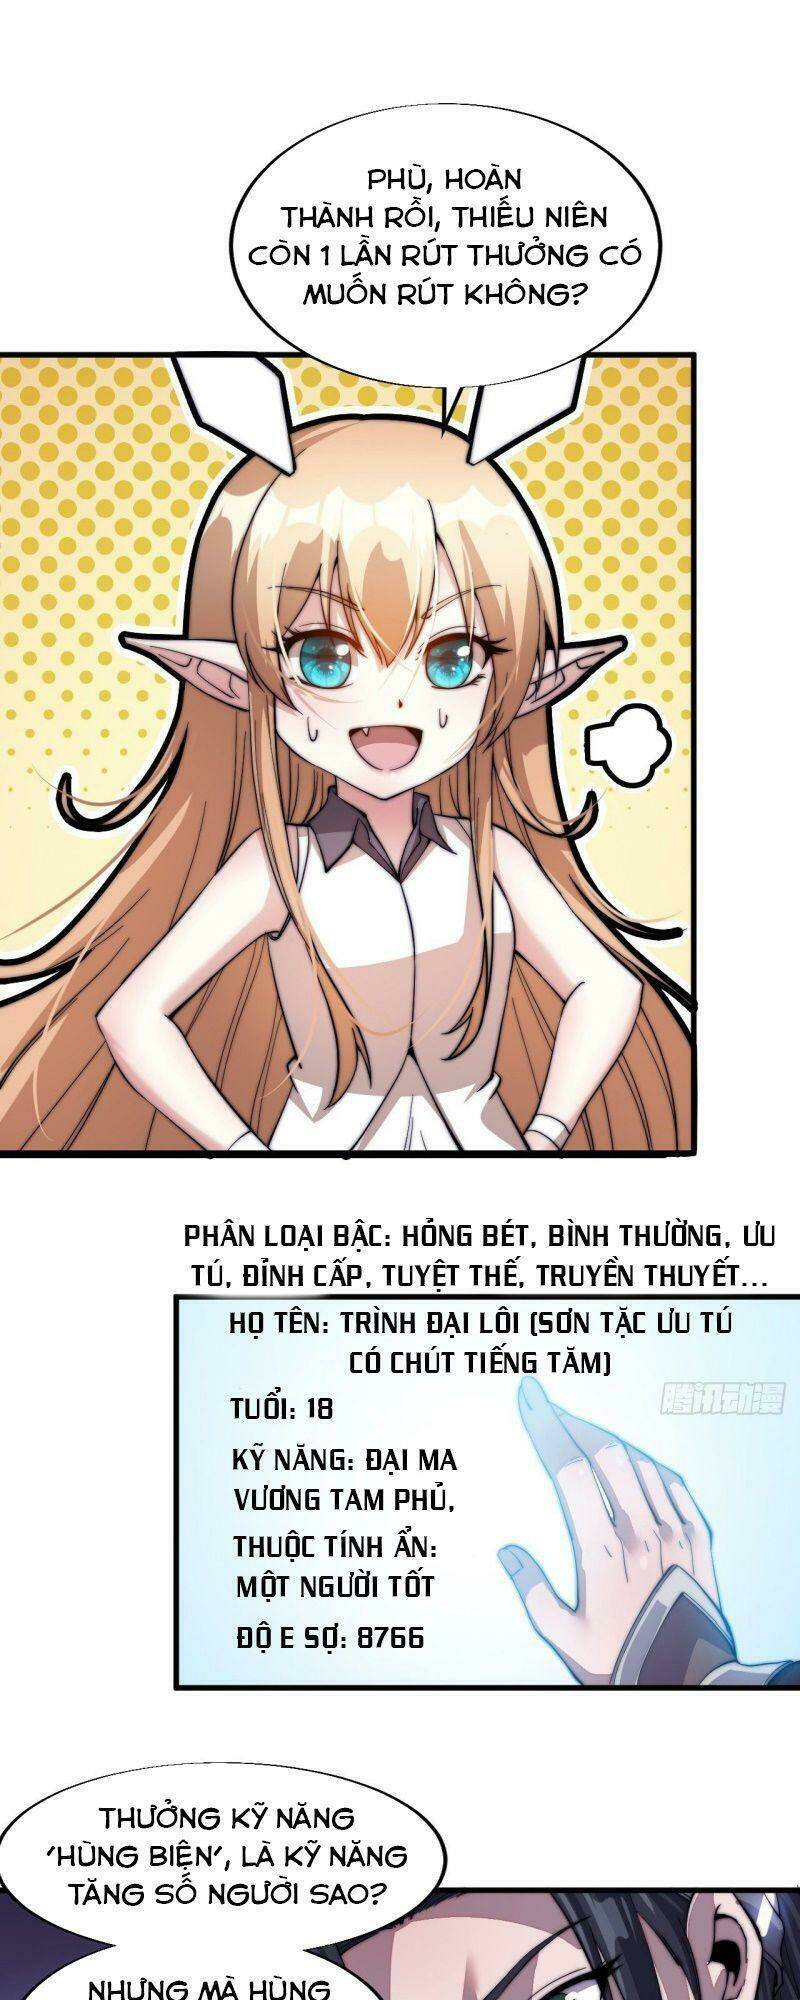 PHÙ, HOÀN
THÀNH RỒI, THIẾU NIÊN
CÒN 1 LẦN RÚT THƯỞNG CÓ
MUỐN RÚT KHÔNG?
PHÂN LOẠI BẬC: HỎNG BÉT, BÌNH THƯỜNG, ƯU
TÚ, ĐỈNH CẤP, TUYỆT THẾ, TRUYỀN THUYẾT...
HỌ TÊN: TRÌNH ĐẠI LÔI (SƠN TẶC ƯU TÚ
CÓ CHÚT TIẾNG TĂM)
腾讯动漫
TUỔI: 18
KỸ NĂNG: ĐẠI MA
VƯƠNG TAM PHỦ,
THUỘC TÍNH ẨN:
MỘT NGƯỜI TỐT
ĐỘ E SỢ: 8766
THƯỞNG KỸ NĂNG
'HÙNG BIỆN', LÀ KỸ NĂNG
TĂNG SỐ NGƯỜI SAO?
NHƯNG MÀ HÙNG